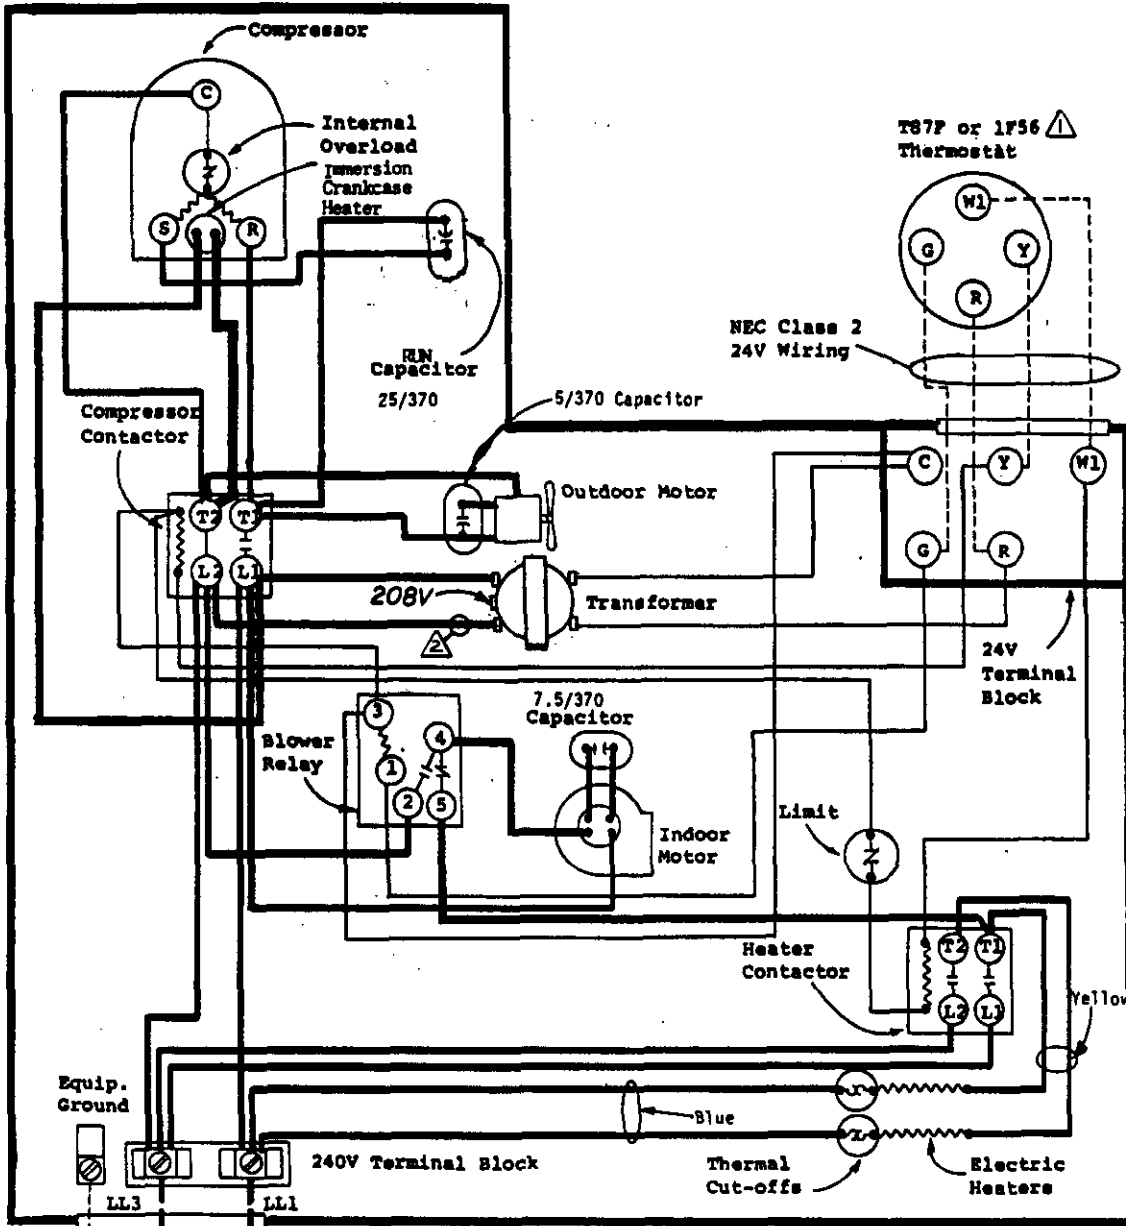 Compressor
C
Internal
Overload
Immersion
Crankcase
Heater
S
R
T87F or 1F56 1
Thermostat
W1
G
Y
R
NEC Class 2
24V Wiring
RUN
Capacitor
25/370
5/370 Capacitor
Compressor
Contactor
C
Y
W1
Outdoor Motor
T2
T1
G
R
L2
L1
208V
Transformer
2
24V
Terminal
Block
7.5/370
Capacitor
3
4
Blower
Relay
1
2
5
Limit
Indoor
Motor
Heater
Contactor
T2
T1
L2
L1
Yellow
Equip.
Ground
Blue
240V Terminal Block
Thermal
Cut-offs
Electric
Heaters
LL3
LL1